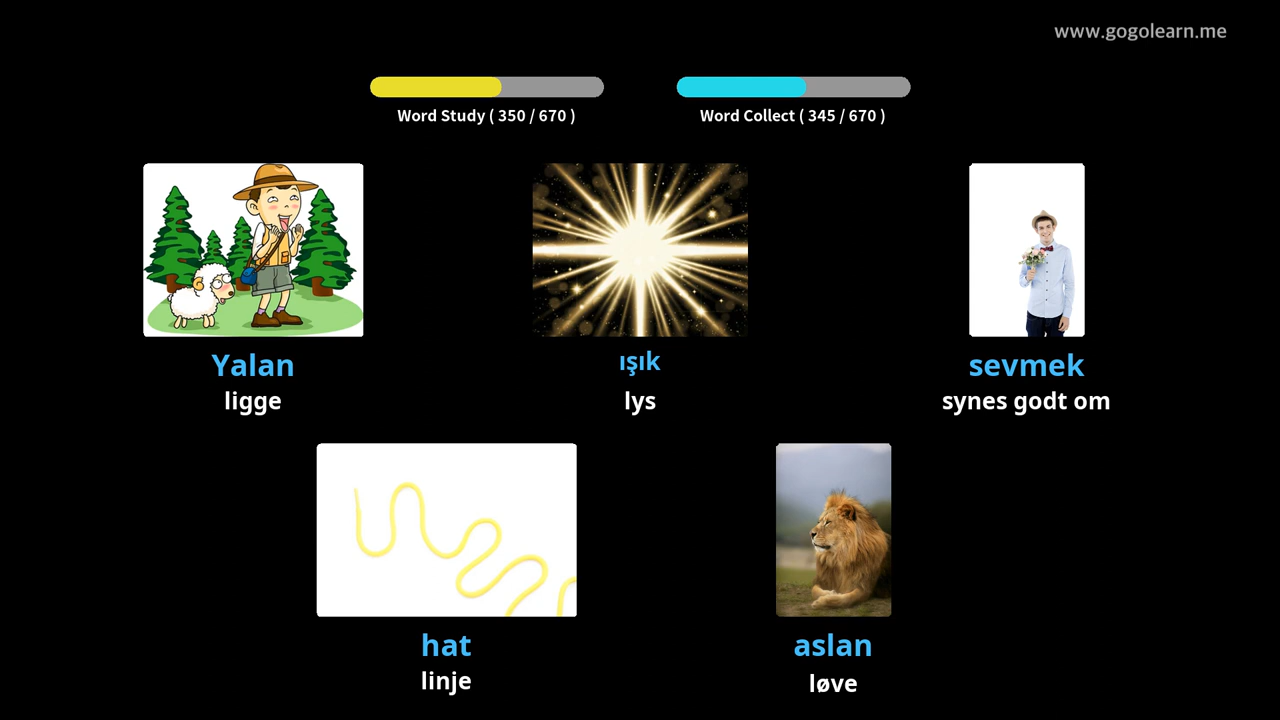 www.gogolearn.me
Word Study ( 350 / 670 )
Word Collect ( 345 / 670 )
Yalan
ligge
ışık
lys
sevmek
synes godt om
hat
linje
aslan
løve